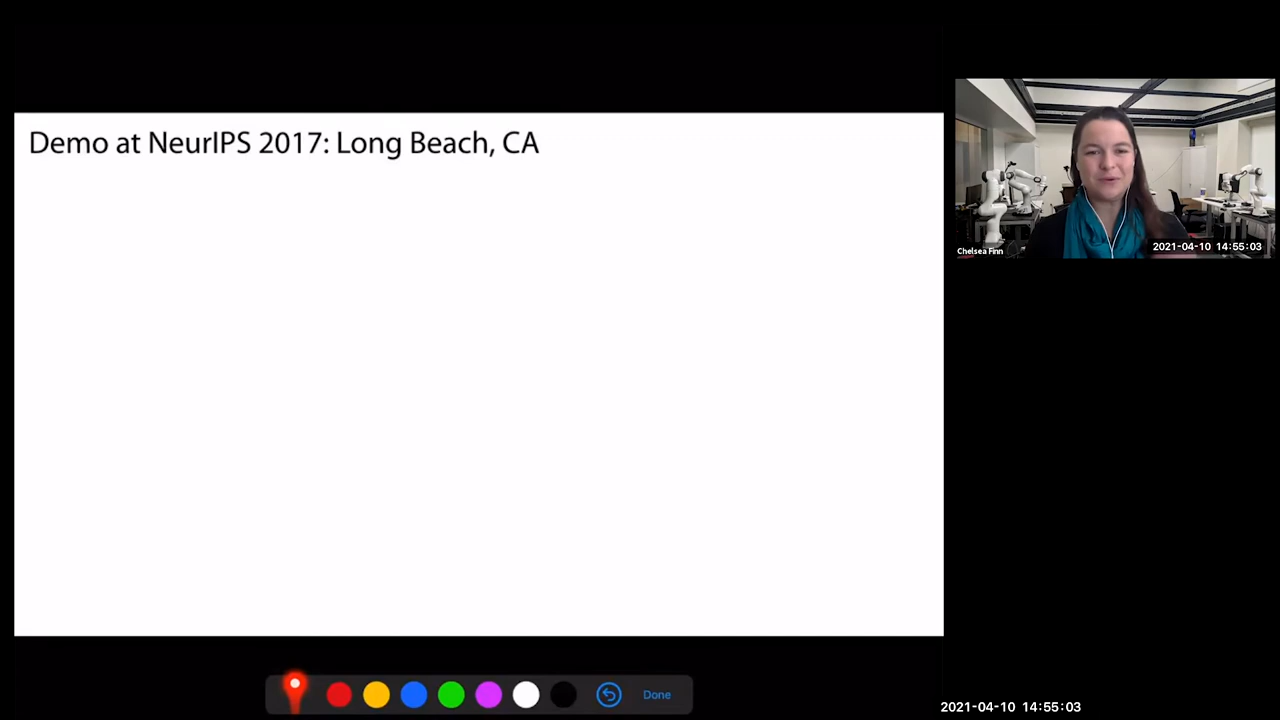 Demo at NeurIPS 2017: Long Beach, CA
Chelsea Finn
2021-04-10 14:55:03
Done
2021-04-10 14:55:03